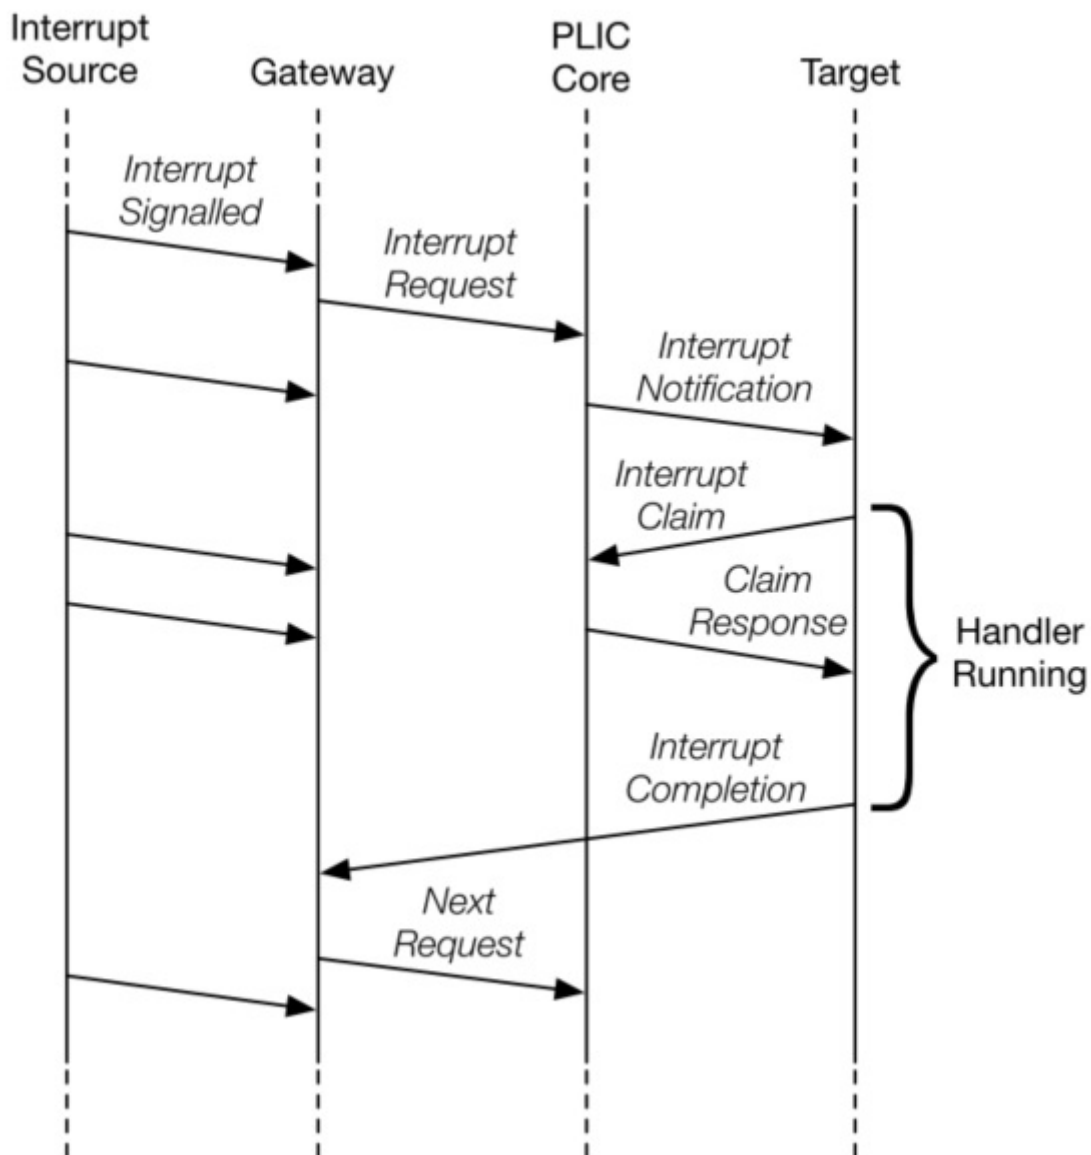 Interrupt
Source
Gateway
PLIC
Core
Target
Interrupt
Signalled
Interrupt
Request
Interrupt
Notification
Interrupt
Claim
Claim
Response
Handler
Running
Interrupt
Completion
Next
Request